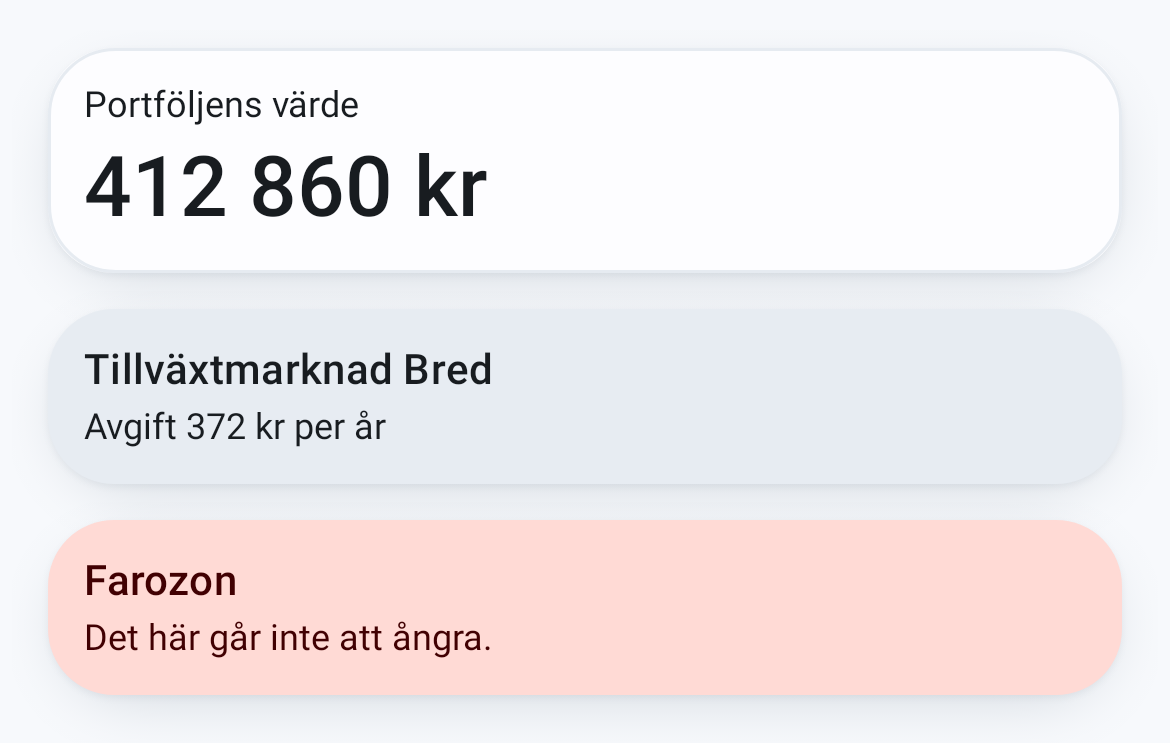 Portföljens värde
412 860 kr
Tillväxtmarknad Bred
Avgift 372 kr per år
Farozon
Det här går inte att ångra.